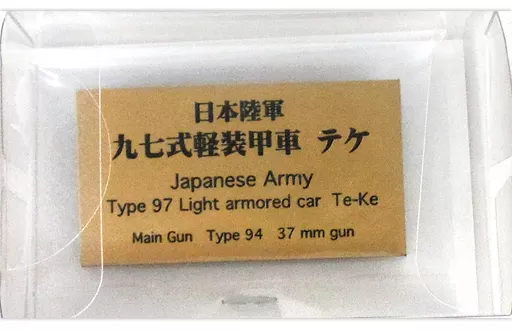 日本陸軍
九七式軽装甲車 テケ
Japanese Army
Type 97 Light armored car Te-Ke
Main Gun Type 94 37 mm gun